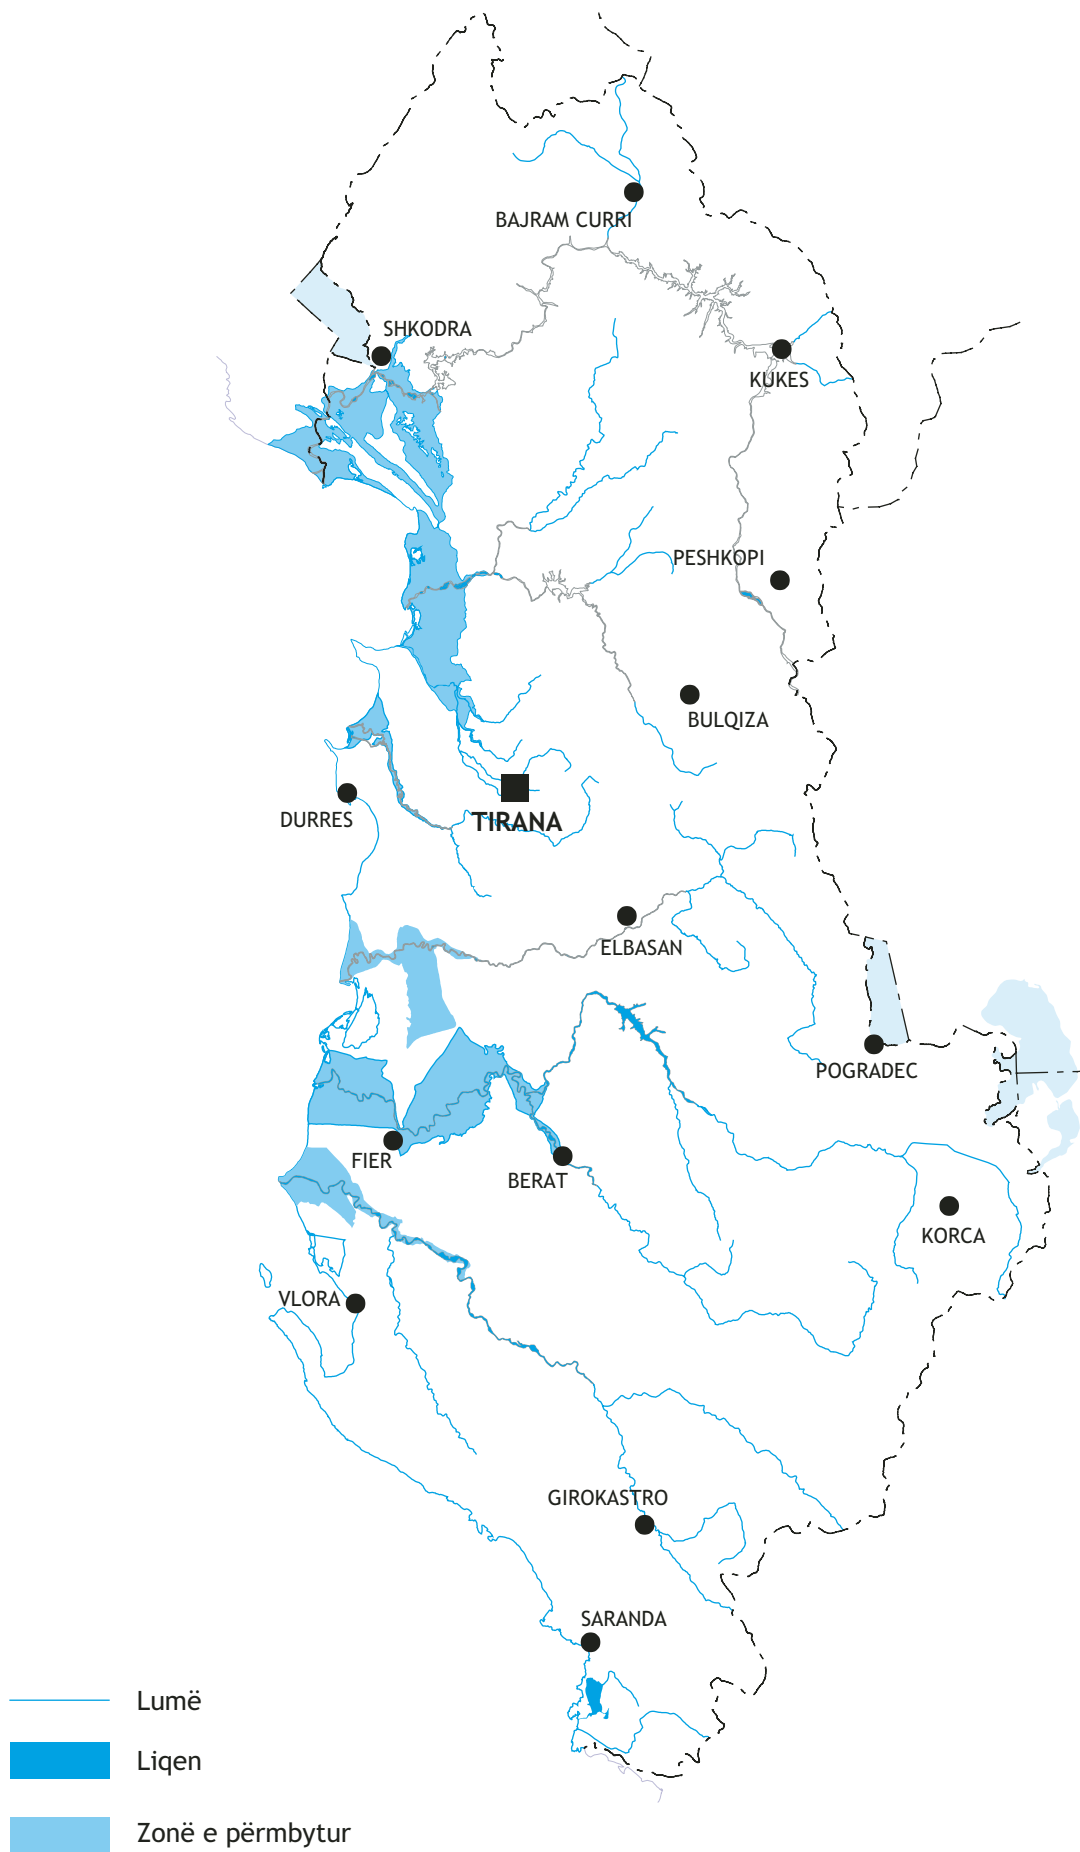 BAJRAM CURRI
SHKODRA
KUKES
PESHKOPI
BULQIZA
DURRES
TIRANA
ELBASAN
POGRADEC
FIER
BERAT
KORCA
VLORA
GIROKASTRO
SARANDA
Lumë
Liqen
Zonë e përmbytur